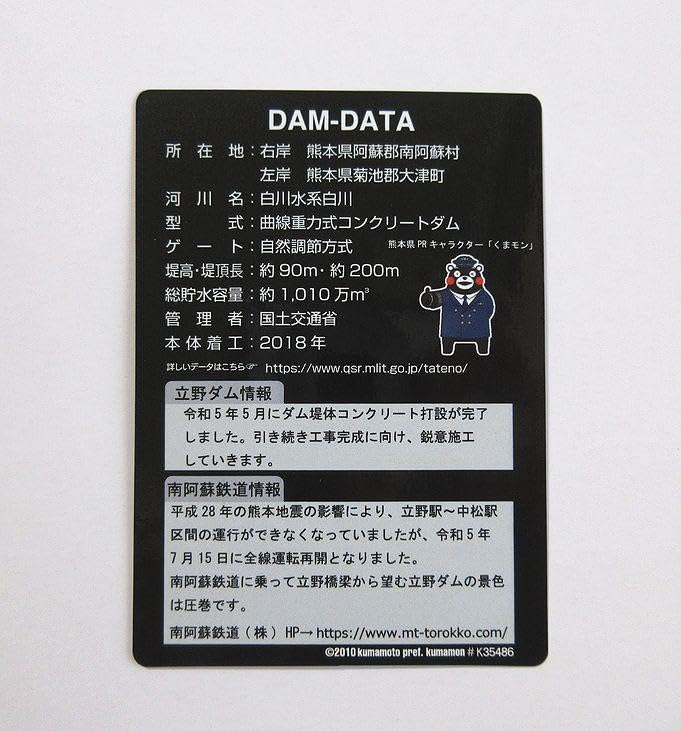 DAM-DATA
所在地：右岸　熊本県阿蘇郡南阿蘇村
左岸　熊本県菊池郡大津町
河川名：白川水系白川
型式：曲線重力式コンクリートダム
ゲート：自然調節方式
熊本県PRキャラクター「くまモン」
堤高・堤頂長：約90m・約200m
総貯水容量：約1,010万m³
管理者：国土交通省
本体着工：2018年
詳しいデータはこちら☞ https://www.qsr.mlit.go.jp/tateno/
立野ダム情報
令和5年5月にダム堤体コンクリート打設が完了
しました。引き続き工事完成に向け、鋭意施工
していきます。
南阿蘇鉄道情報
平成28年の熊本地震の影響により、立野駅～中松駅
区間の運行ができなくなっていましたが、令和5年
7月15日に全線運転再開となりました。
南阿蘇鉄道に乗って立野橋梁から望む立野ダムの景色
は圧巻です。
南阿蘇鉄道（株）HP→https://www.mt-torokko.com/
©2010 kumamoto pref. kumamon # K35486